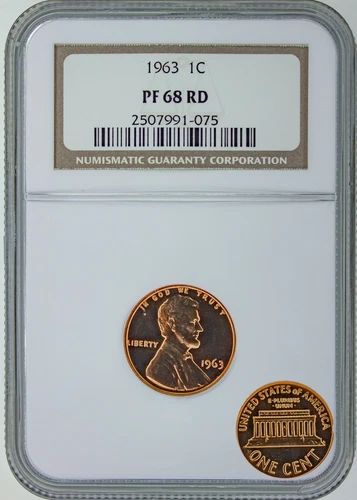 1963 1C
PF 68 RD
2507991-075
NUMISMATIC GUARANTY CORPORATION
IN GOD WE TRUST
LIBERTY
1963
UNITED STATES OF AMERICA
E·PLURIBUS
·UNUM·
ONE CENT